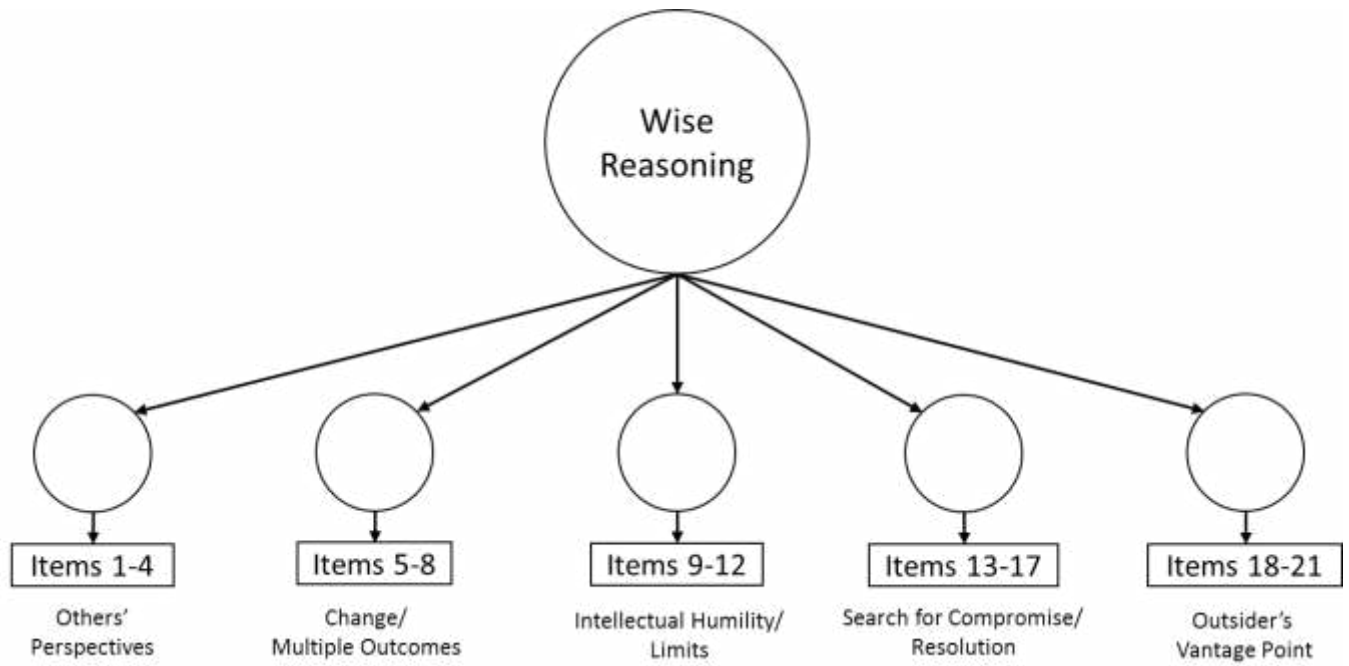 Wise
Reasoning
Items 1-4
Items 5-8
Items 9-12
Items 13-17
Items 18-21
Others’
Perspectives
Change/
Multiple Outcomes
Intellectual Humility/
Limits
Search for Compromise/
Resolution
Outsider’s
Vantage Point